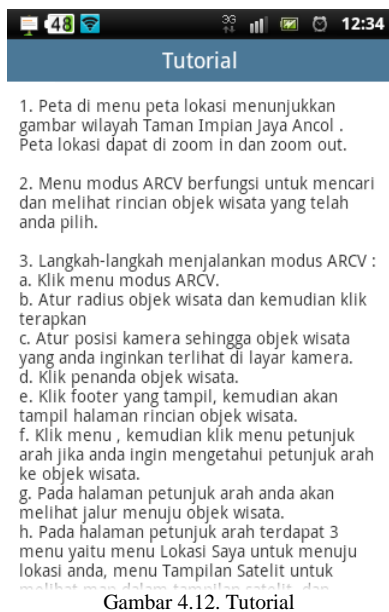 48 3G 12:34
Tutorial
1. Peta di menu peta lokasi menunjukkan
gambar wilayah Taman Impian Jaya Ancol .
Peta lokasi dapat di zoom in dan zoom out.
2. Menu modus ARCV berfungsi untuk mencari
dan melihat rincian objek wisata yang telah
anda pilih.
3. Langkah-langkah menjalankan modus ARCV :
a. Klik menu modus ARCV.
b. Atur radius objek wisata dan kemudian klik
terapkan
c. Atur posisi kamera sehingga objek wisata
yang anda inginkan terlihat di layar kamera.
d. Klik penanda objek wisata.
e. Klik footer yang tampil, kemudian akan
tampil halaman rincian objek wisata.
f. Klik menu , kemudian klik menu petunjuk
arah jika anda ingin mengetahui petunjuk arah
ke objek wisata.
g. Pada halaman petunjuk arah anda akan
melihat jalur menuju objek wisata.
h. Pada halaman petunjuk arah terdapat 3
menu yaitu menu Lokasi Saya untuk menuju
lokasi anda, menu Tampilan Satelit untuk
melihat map dalam tampilan satelit, dan
Gambar 4.12. Tutorial